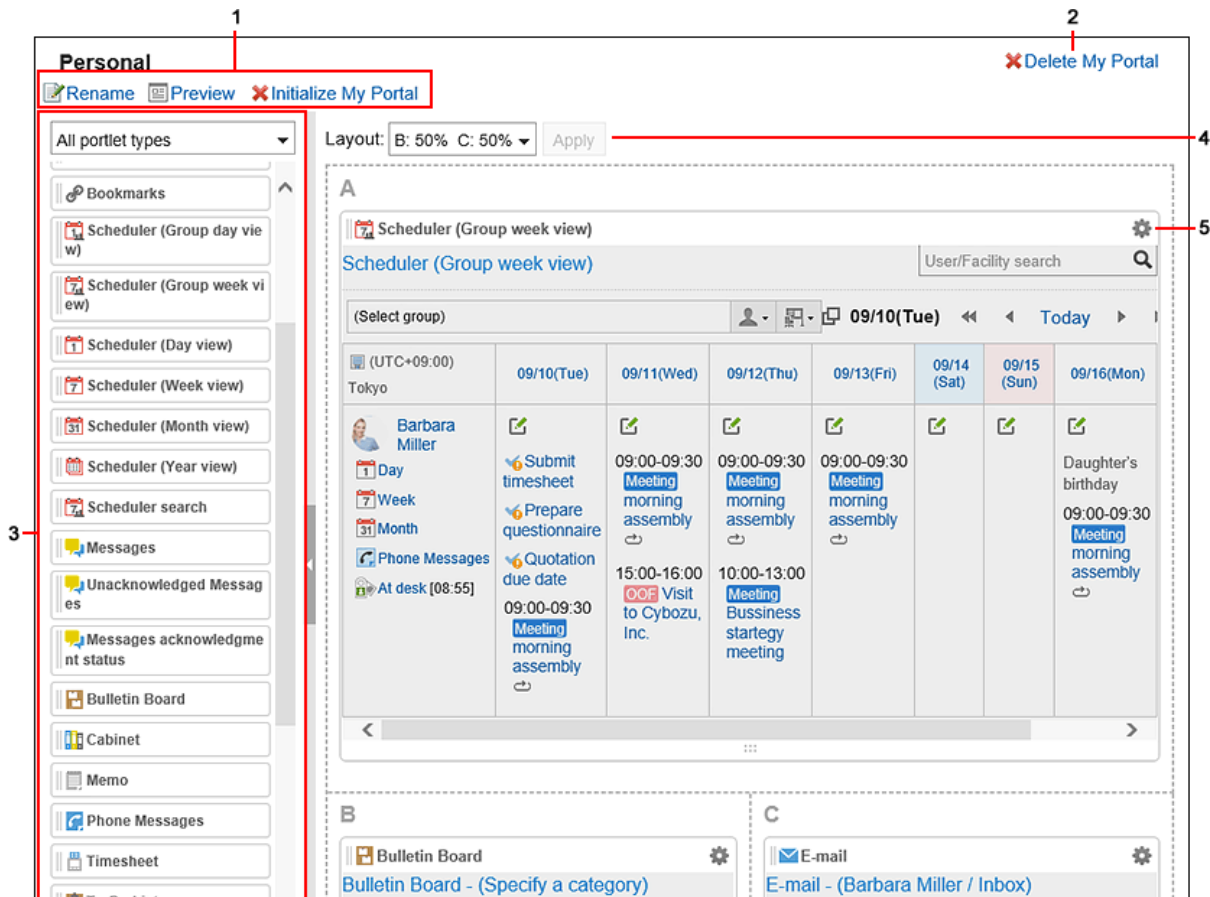 1
2
Personal
Delete My Portal
Rename Preview Initialize My Portal
All portlet types
Layout: B: 50% C: 50% Apply
4
Bookmarks
A
Scheduler (Group day vie
w)
Scheduler (Group week view)
5
Scheduler (Group week view)
User/Facility search
Scheduler (Group week vi
ew)
(Select group)
09/10(Tue)
Today
Scheduler (Day view)
Scheduler (Week view)
Scheduler (Month view)
Scheduler (Year view)
Scheduler search
3
Messages
Unacknowledged Messag
es
Messages acknowledgme
nt status
Bulletin Board
Cabinet
Memo
Phone Messages
Timesheet
(UTC+09:00)
Tokyo
09/10(Tue)
09/11(Wed)
09/12(Thu)
09/13(Fri)
09/14
(Sat)
09/15
(Sun)
09/16(Mon)
Barbara
Miller
1 Day
7 Week
31 Month
Phone Messages
At desk [08:55]
Submit
timesheet
Prepare
questionnaire
Quotation
due date
09:00-09:30
Meeting
morning
assembly
09:00-09:30
Meeting
morning
assembly
15:00-16:00
OOF Visit
to Cybozu,
Inc.
09:00-09:30
Meeting
morning
assembly
10:00-13:00
Meeting
Bussiness
startegy
meeting
09:00-09:30
Meeting
morning
assembly
Daughter's
birthday
09:00-09:30
Meeting
morning
assembly
B
Bulletin Board
Bulletin Board - (Specify a category)
C
E-mail
E-mail - (Barbara Miller / Inbox)